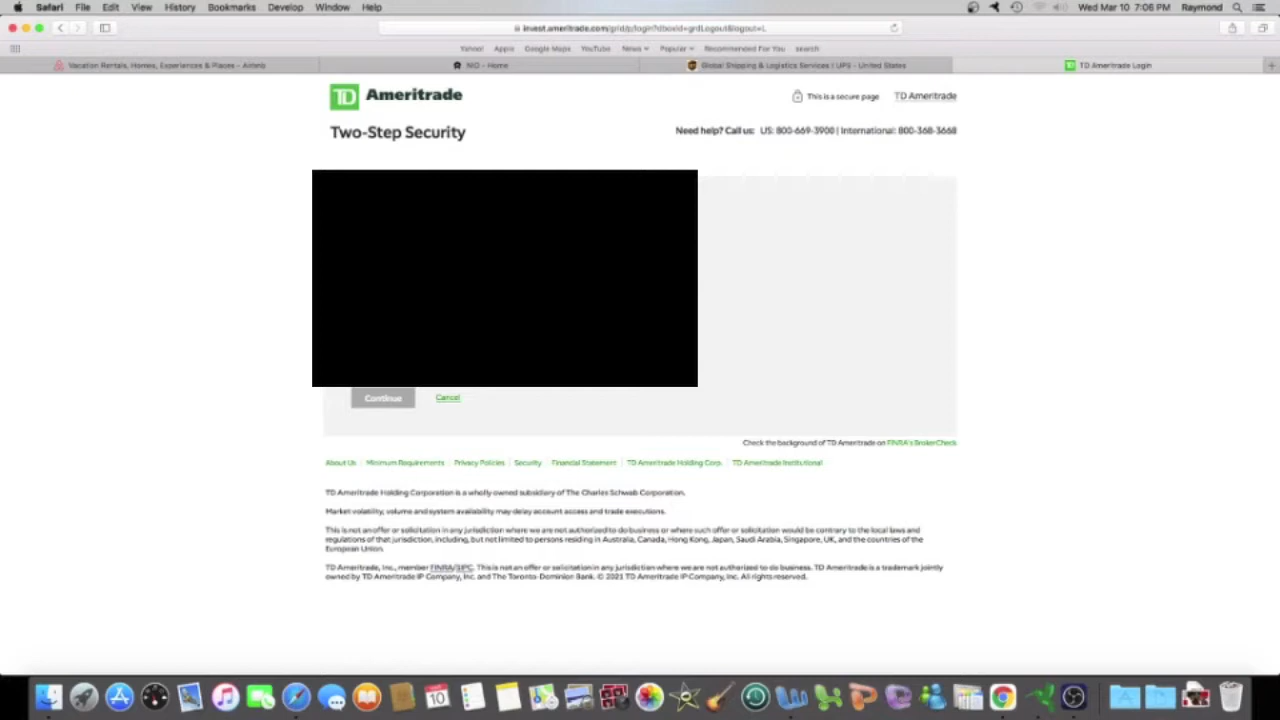 Safari File Edit View History Bookmarks Develop Window Help Wed Mar 10 7:06 PM Raymond
Yahoo! Apple Google Maps YouTube News Popular Recommended For You search
Vacation Rentals, Homes, Experiences & Places - Airbnb NIO - Home Global Shipping & Logistics Services | UPS - United States TD Ameritrade Login
TD Ameritrade This is a secure page TD Ameritrade
Two-Step Security Need help? Call us: US: 800-669-3900 | International: 800-368-3668
Continue Cancel
Check the background of TD Ameritrade on FINRA's BrokerCheck
About Us | Minimum Requirements | Privacy Policies | Security | Financial Statement | TD Ameritrade Holding Corp. | TD Ameritrade Institutional
TD Ameritrade Holding Corporation is a wholly owned subsidiary of The Charles Schwab Corporation.
Market volatility, volume and system availability may delay account access and trade executions.
This is not an offer or solicitation in any jurisdiction where we are not authorized to do business or where such offer or solicitation would be contrary to the local laws and
regulations of that jurisdiction, including, but not limited to persons residing in Australia, Canada, Hong Kong, Japan, Saudi Arabia, Singapore, UK, and the countries of the
European Union.
TD Ameritrade, Inc., member FINRA/SIPC. This is not an offer or solicitation in any jurisdiction where we are not authorized to do business. TD Ameritrade is a trademark jointly
owned by TD Ameritrade IP Company, Inc. and The Toronto-Dominion Bank. © 2021 TD Ameritrade IP Company, Inc. All rights reserved.
10